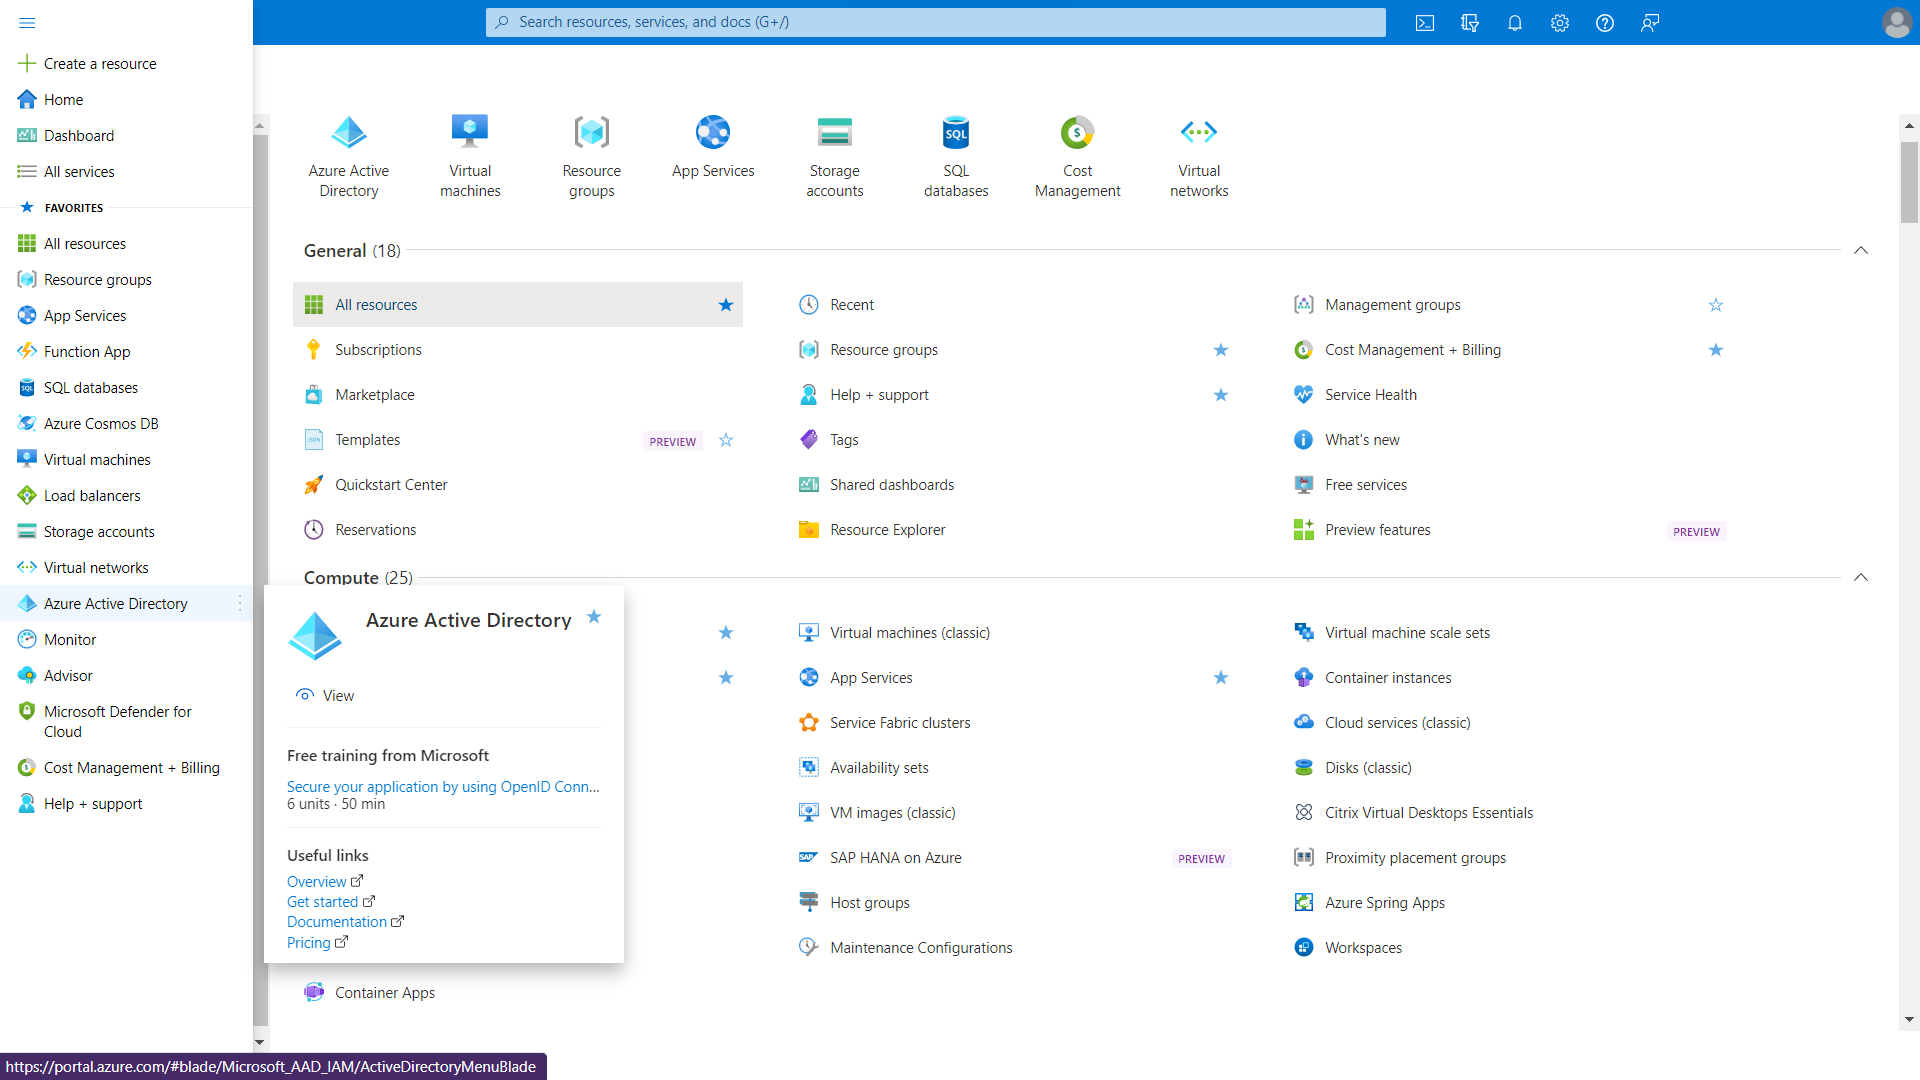 Search resources, services, and docs (G+/)
Create a resource
Home
Dashboard
All services
FAVORITES
All resources
Resource groups
App Services
Function App
SQL databases
Azure Cosmos DB
Virtual machines
Load balancers
Storage accounts
Virtual networks
Azure Active Directory
Monitor
Advisor
Microsoft Defender for
Cloud
Cost Management + Billing
Help + support
Azure Active
Directory
Virtual
machines
Resource
groups
App Services
Storage
accounts
SQL
SQL
databases
Cost
Management
Virtual
networks
General (18)
All resources
Recent
Management groups
Subscriptions
Resource groups
Cost Management + Billing
Marketplace
Help + support
Service Health
Templates
PREVIEW
Tags
What's new
Quickstart Center
Shared dashboards
Free services
Reservations
Resource Explorer
Preview features
PREVIEW
Compute (25)
Virtual machines (classic)
Virtual machine scale sets
App Services
Container instances
Service Fabric clusters
Cloud services (classic)
Availability sets
Disks (classic)
VM images (classic)
Citrix Virtual Desktops Essentials
SAP HANA on Azure
PREVIEW
Proximity placement groups
Host groups
Azure Spring Apps
Maintenance Configurations
Workspaces
Container Apps
Azure Active Directory
View
Free training from Microsoft
Secure your application by using OpenID Conn...
6 units · 50 min
Useful links
Overview
Get started
Documentation
Pricing
https://portal.azure.com/#blade/Microsoft_AAD_IAM/ActiveDirectoryMenuBlade